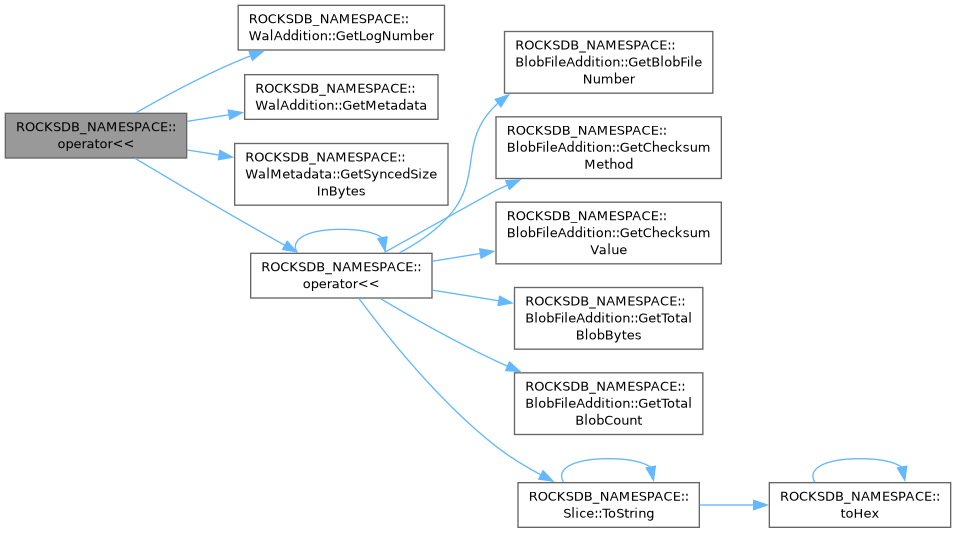 ROCKSDB_NAMESPACE::
operator<<
ROCKSDB_NAMESPACE::
WalAddition::GetLogNumber
ROCKSDB_NAMESPACE::
WalAddition::GetMetadata
ROCKSDB_NAMESPACE::
WalMetadata::GetSyncedSize
InBytes
ROCKSDB_NAMESPACE::
operator<<
ROCKSDB_NAMESPACE::
BlobFileAddition::GetBlobFile
Number
ROCKSDB_NAMESPACE::
BlobFileAddition::GetChecksum
Method
ROCKSDB_NAMESPACE::
BlobFileAddition::GetChecksum
Value
ROCKSDB_NAMESPACE::
BlobFileAddition::GetTotal
BlobBytes
ROCKSDB_NAMESPACE::
BlobFileAddition::GetTotal
BlobCount
ROCKSDB_NAMESPACE::
Slice::ToString
ROCKSDB_NAMESPACE::
toHex